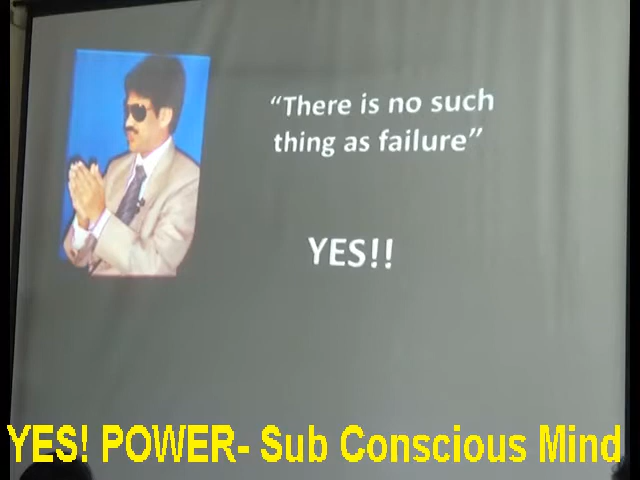 “There is no such
thing as failure”
YES!!
YES! POWER- Sub Conscious Mind